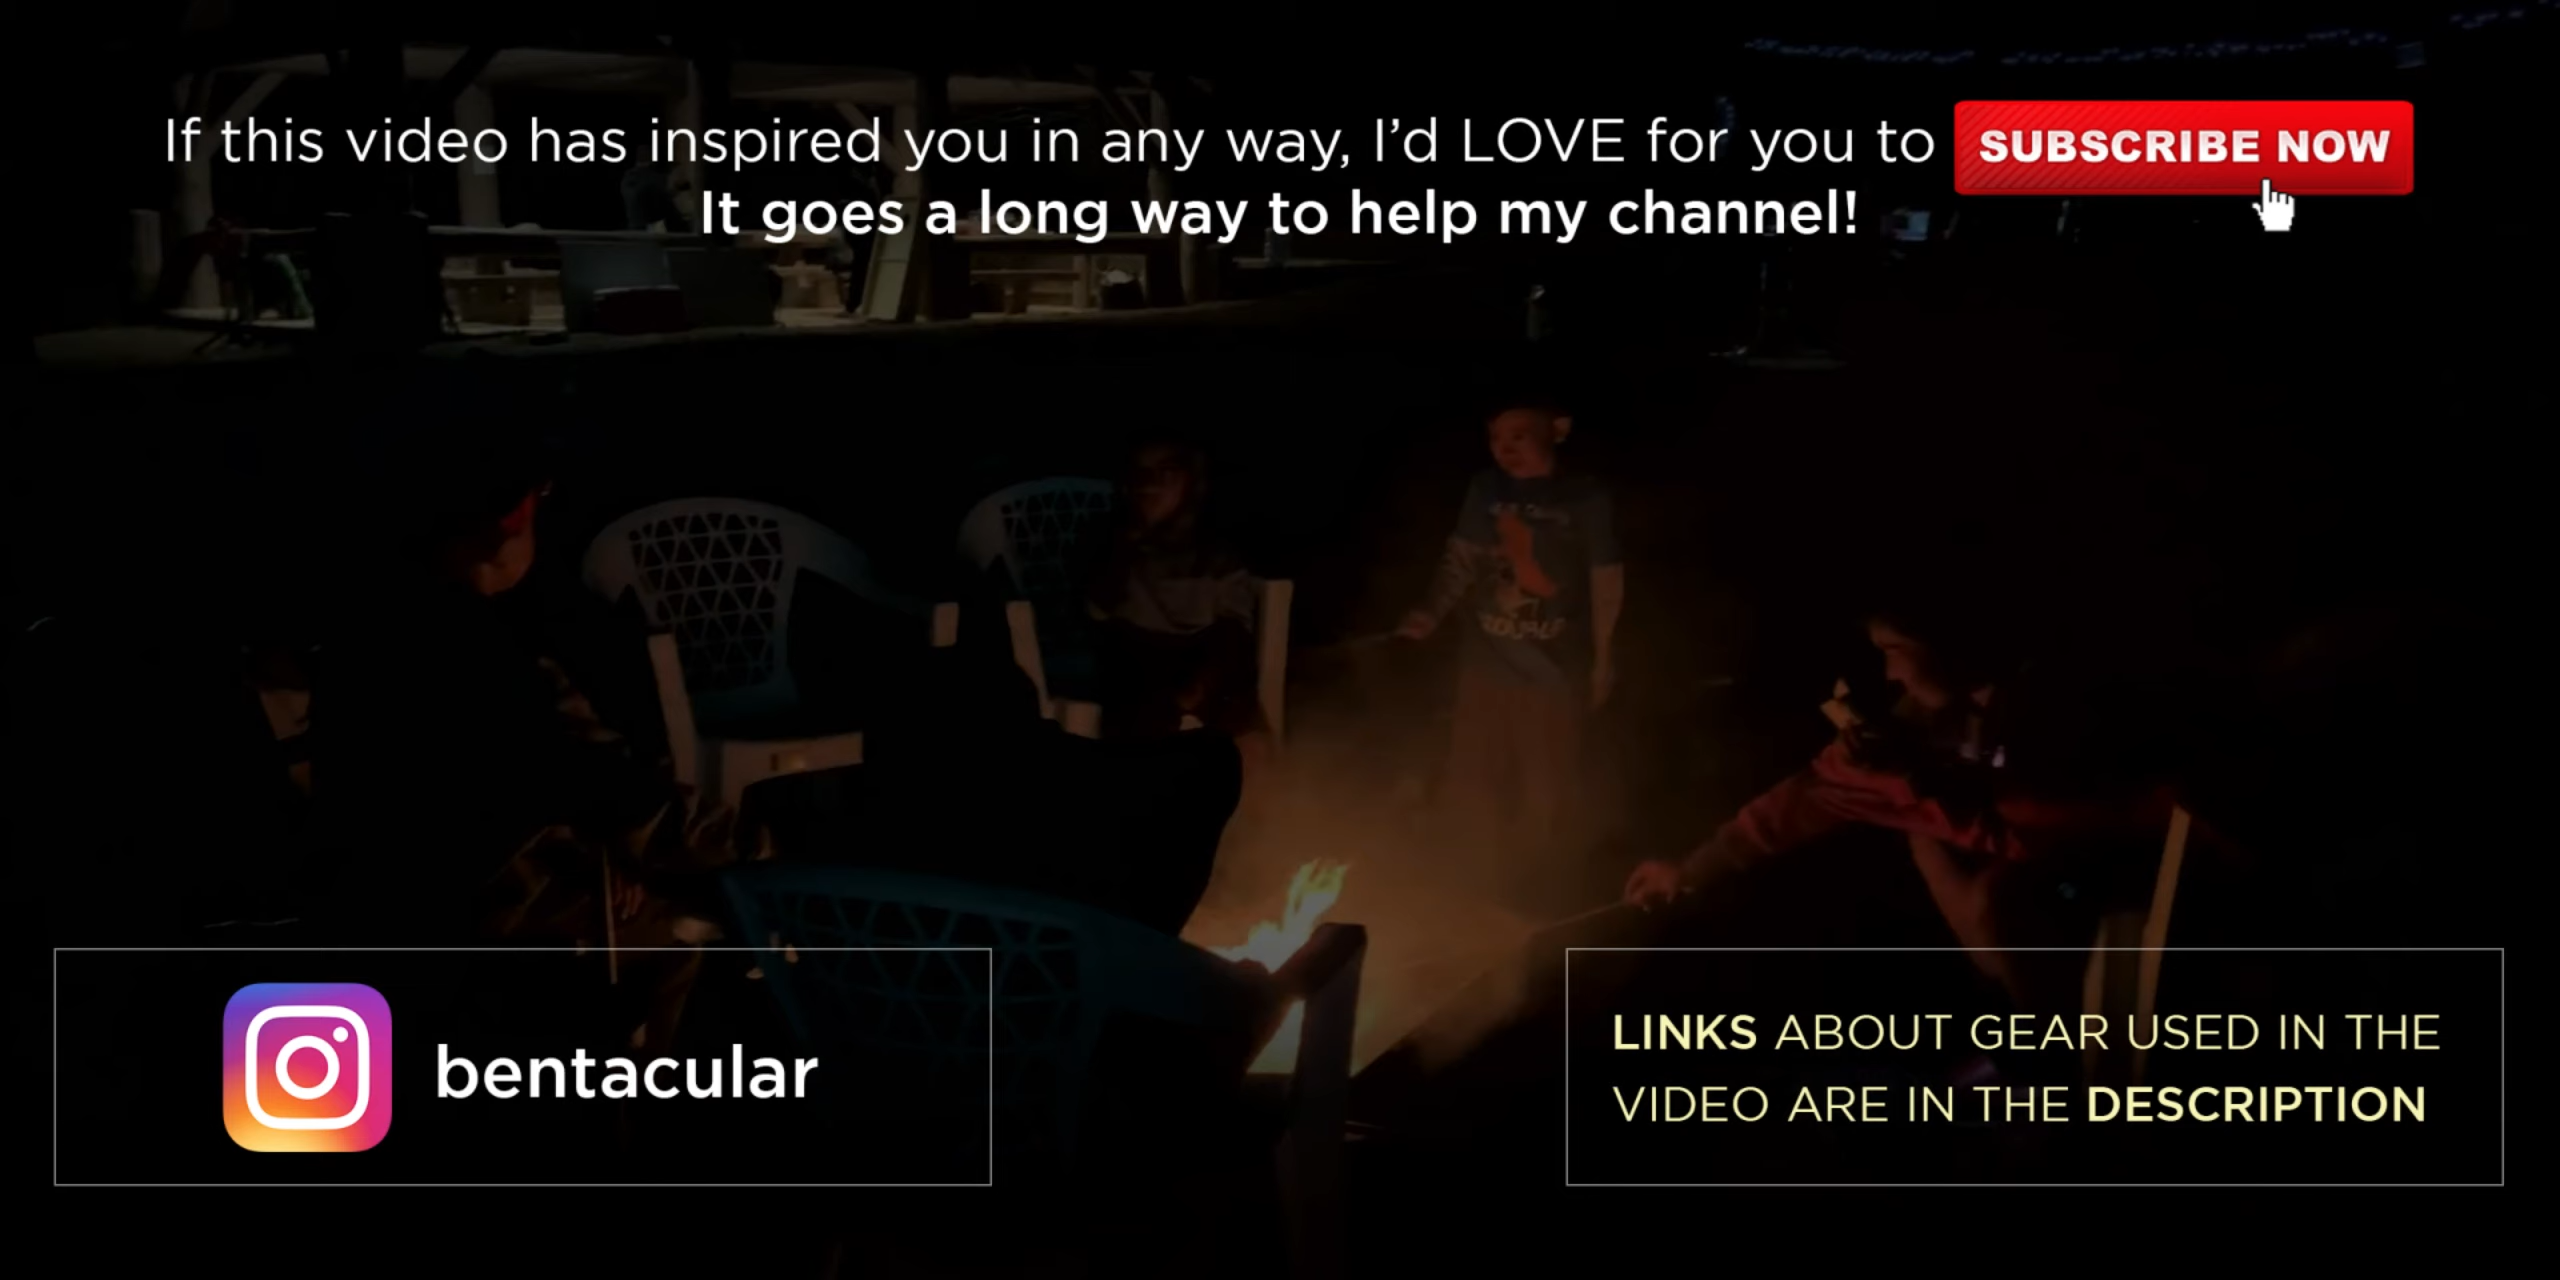 If this video has inspired you in any way, I’d LOVE for you to SUBSCRIBE NOW
It goes a long way to help my channel!
bentacular
LINKS ABOUT GEAR USED IN THE
VIDEO ARE IN THE DESCRIPTION